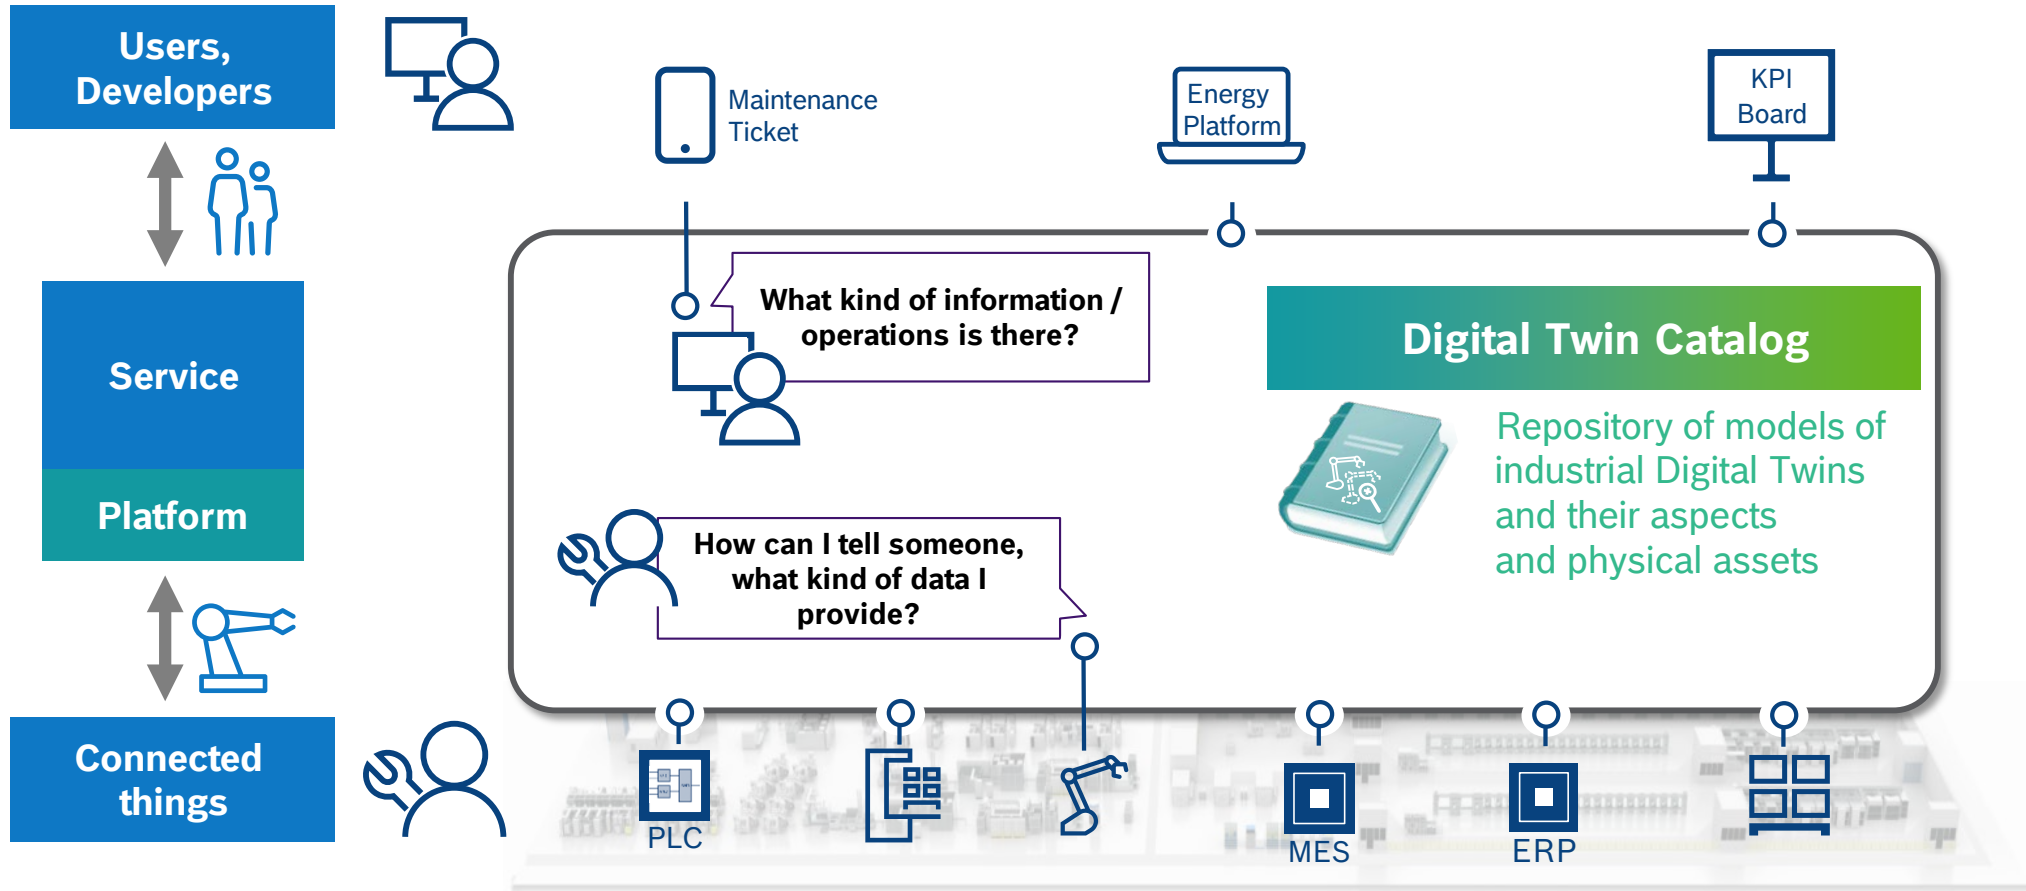 Users,
Developers
Service
Platform
Connected
things
Maintenance
Ticket
Energy
Platform
KPI
Board
What kind of information /
operations is there?
How can I tell someone,
what kind of data I
provide?
Digital Twin Catalog
Repository of models of
industrial Digital Twins
and their aspects
and physical assets
PLC
MES
ERP